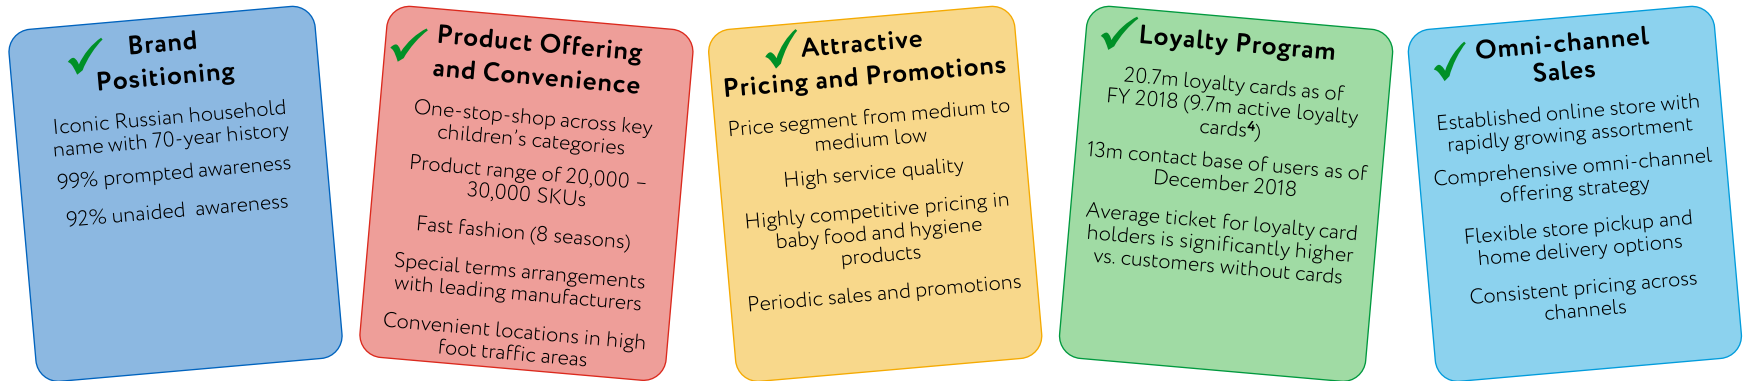 Brand
Positioning
Iconic Russian household
name with 70-year history
99% prompted awareness
92% unaided awareness
Product Offering
and Convenience
One-stop-shop across key
children's categories
Product range of 20,000 –
30,000 SKUs
Fast fashion (8 seasons)
Special terms arrangements
with leading manufacturers
Convenient locations in high
foot traffic areas
Attractive
Pricing and Promotions
Price segment from medium to
medium low
High service quality
Highly competitive pricing in
baby food and hygiene
products
Periodic sales and promotions
Loyalty Program
20.7m loyalty cards as of
FY 2018 (9.7m active loyalty
cards⁴)
13m contact base of users as of
December 2018
Average ticket for loyalty card
holders is significantly higher
vs. customers without cards
Omni-channel
Sales
Established online store with
rapidly growing assortment
Comprehensive omni-channel
offering strategy
Flexible store pickup and
home delivery options
Consistent pricing across
channels